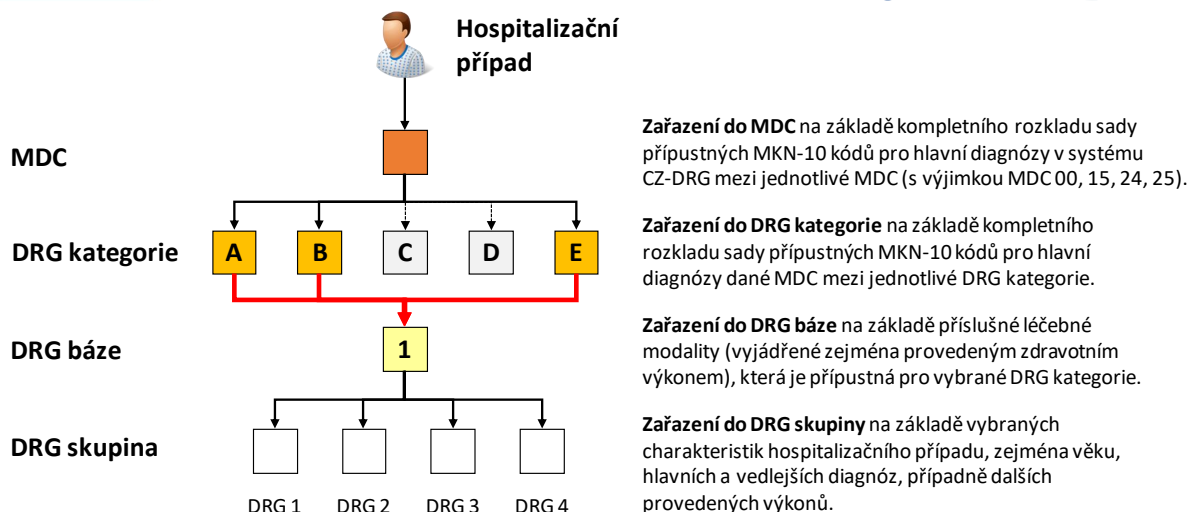 Hospitalizační
případ
MDC
Zařazení do MDC na základě kompletního rozkladu sady
přípustných MKN-10 kódů pro hlavní diagnózy v systému
CZ-DRG mezi jednotlivé MDC (s výjimkou MDC 00, 15, 24, 25).
DRG kategorie
A
B
C
D
E
Zařazení do DRG kategorie na základě kompletního
rozkladu sady přípustných MKN-10 kódů pro hlavní
diagnózy dané MDC mezi jednotlivé DRG kategorie.
DRG báze
1
Zařazení do DRG báze na základě příslušné léčebné
modality (vyjádřené zejména provedeným zdravotním
výkonem), která je přípustná pro vybrané DRG kategorie.
DRG skupina
Zařazení do DRG skupiny na základě vybraných
charakteristik hospitalizačního případu, zejména věku,
hlavních a vedlejších diagnóz, případně dalších
provedených výkonů.
DRG 1
DRG 2
DRG 3
DRG 4